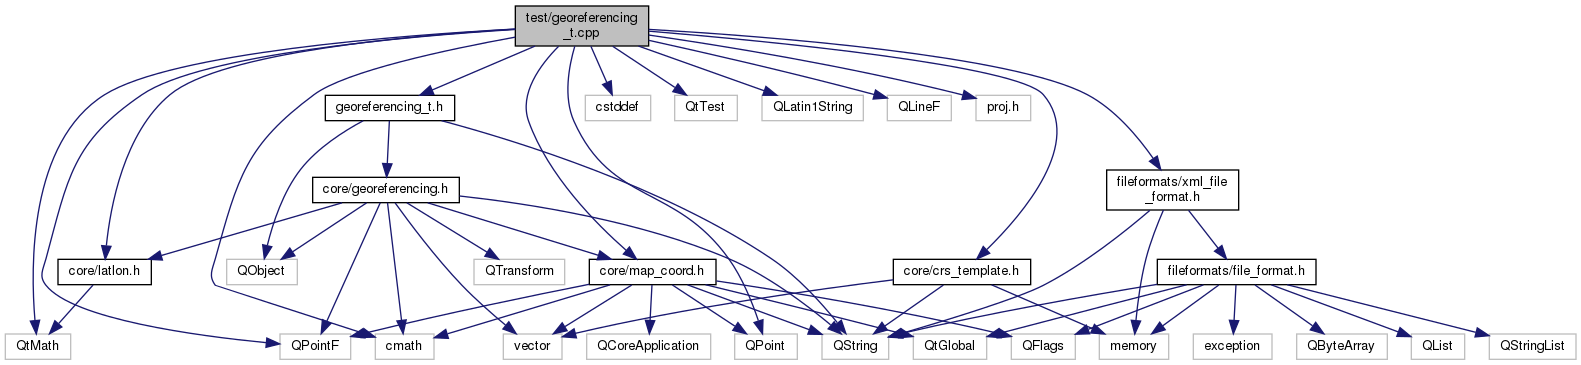 test/georeferencing
_t.cpp
georeferencing_t.h
cstddef
QtTest
QLatin1String
QLineF
proj.h
core/georeferencing.h
fileformats/xml_file
_format.h
core/latlon.h
QObject
QTransform
core/map_coord.h
core/crs_template.h
fileformats/file_format.h
QtMath
QPointF
cmath
vector
QCoreApplication
QPoint
QString
QtGlobal
QFlags
memory
exception
QByteArray
QList
QStringList